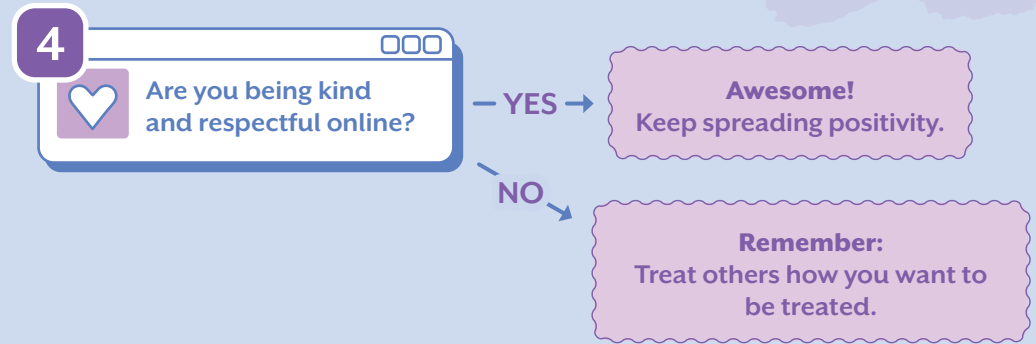 4
Are you being kind
and respectful online?
YES
Awesome!
Keep spreading positivity.
NO
Remember:
Treat others how you want to
be treated.